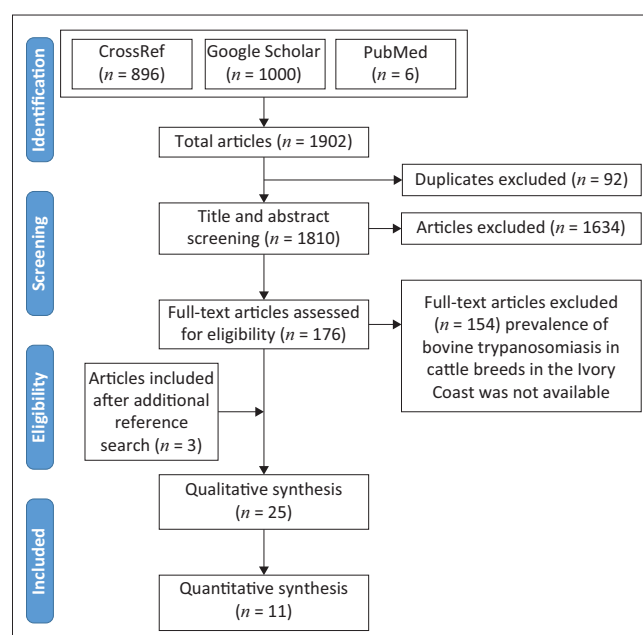 Identification
CrossRef
(n = 896)
Google Scholar
(n = 1000)
PubMed
(n = 6)
Total articles (n = 1902)
Duplicates excluded (n = 92)
Screening
Title and abstract
screening (n = 1810)
Articles excluded (n = 1634)
Full-text articles assessed
for eligibility (n = 176)
Full-text articles excluded
(n = 154) prevalence of
bovine trypanosomiasis in
cattle breeds in the Ivory
Coast was not available
Eligibility
Articles included
after additional
reference
search (n = 3)
Included
Qualitative synthesis
(n = 25)
Quantitative synthesis
(n = 11)